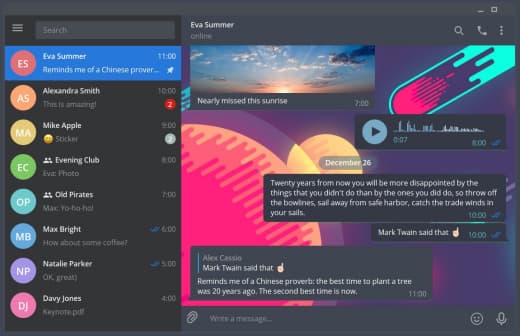 Search
ES
Eva Summer 11:00
Reminds me of a Chinese prover...
AS
Alexandra Smith 10:00
This is amazing! 2
MA
Mike Apple 9:00
Sticker 2
EC
Evening Club 8:00
Eva: Photo
OP
Old Pirates 7:00
Max: Yo-ho-ho!
MB
Max Bright 6:00
How about some coffee?
NP
Natalie Parker 5:00
OK, great)
DJ
Davy Jones 4:00
Keynote.pdf
Eva Summer
online
Nearly missed this sunrise 7:00
0:07 8:00
December 26
Twenty years from now you will be more disappointed by the
things that you didn't do than by the ones you did do, so throw off
the bowlines, sail away from safe harbor, catch the trade winds in
your sails. 10:00
Mark Twain said that ☝ 10:00
Alex Cassio
Mark Twain said that ☝
Reminds me of a Chinese proverb: the best time to plant a tree
was 20 years ago. The second best time is now. 11:00
Write a message...